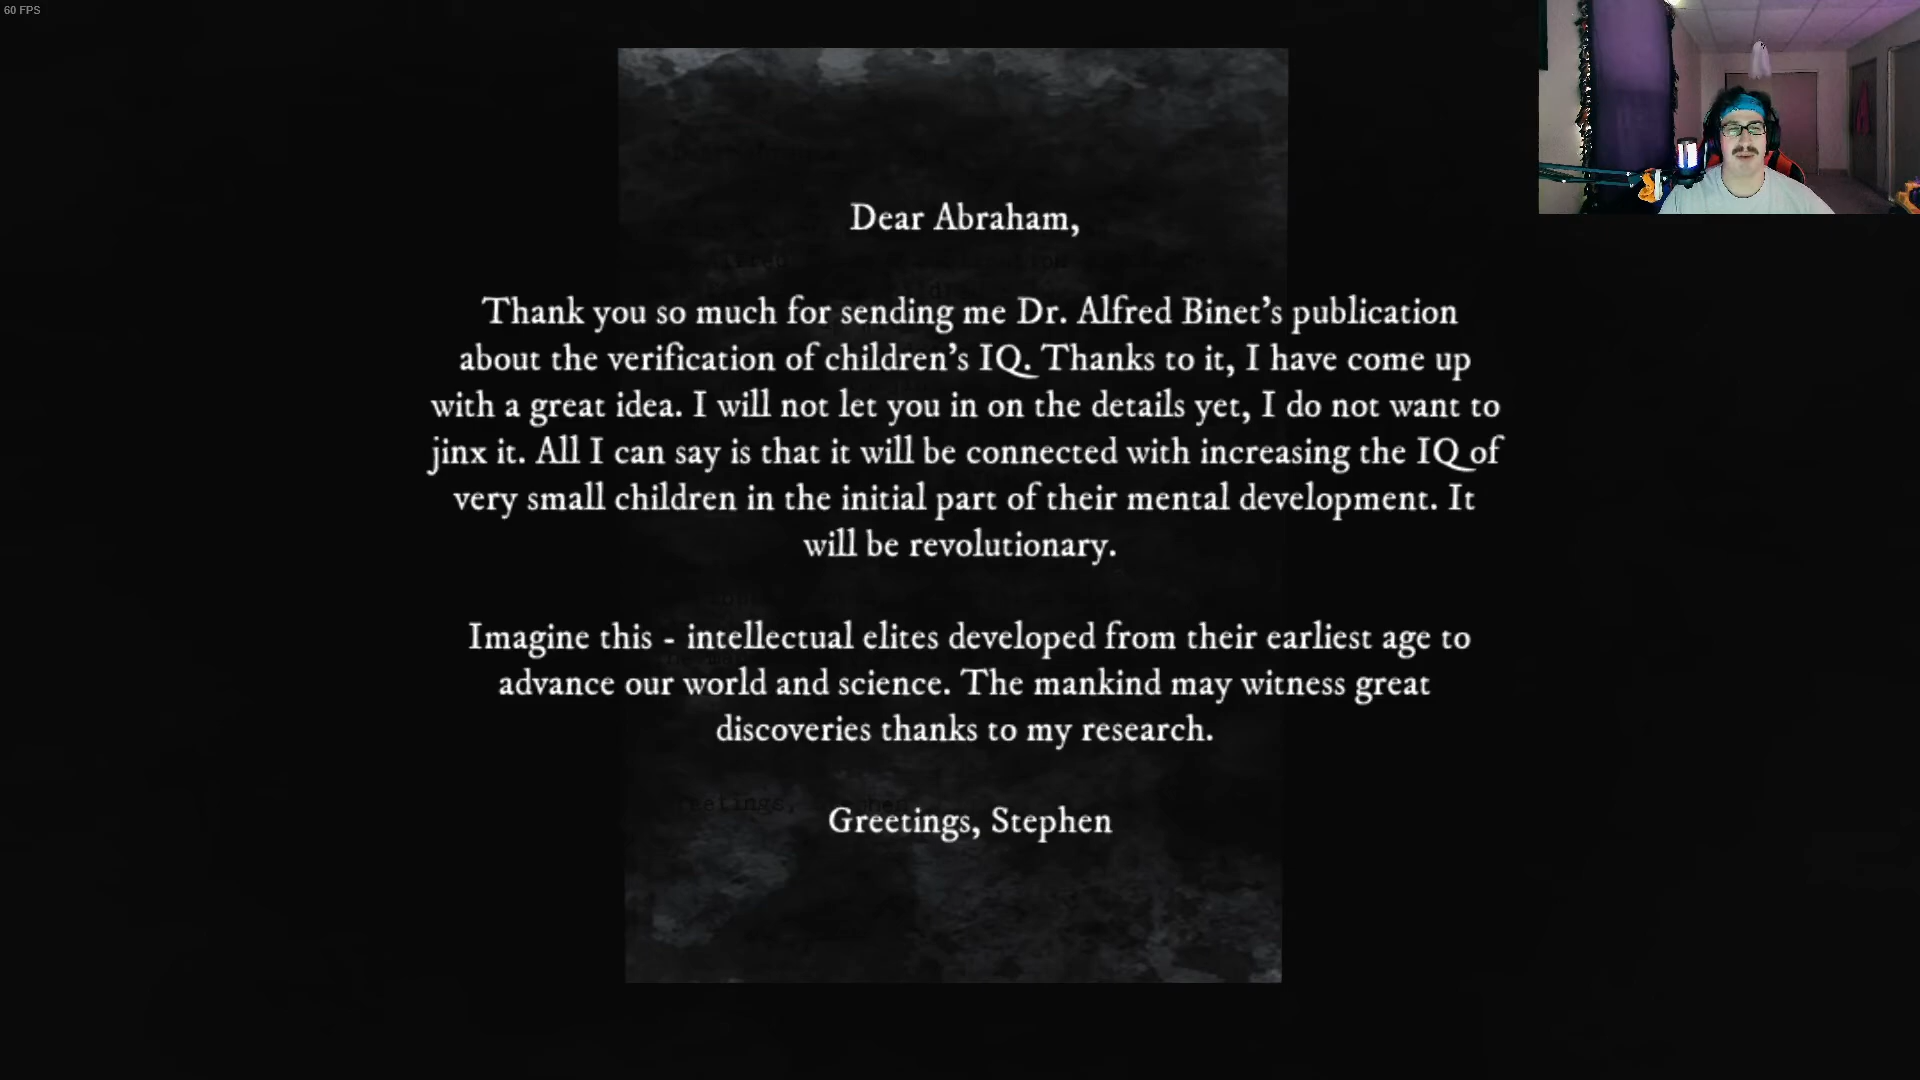 60 FPS
Dear Abraham,
Thank you so much for sending me Dr. Alfred Binet's publication
about the verification of children's IQ. Thanks to it, I have come up
with a great idea. I will not let you in on the details yet, I do not want to
jinx it. All I can say is that it will be connected with increasing the IQ of
very small children in the initial part of their mental development. It
will be revolutionary.
Imagine this - intellectual elites developed from their earliest age to
advance our world and science. The mankind may witness great
discoveries thanks to my research.
Greetings, Stephen